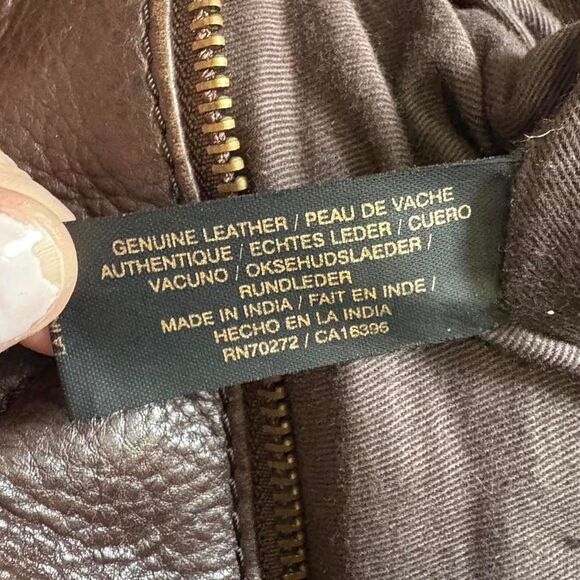 GENUINE LEATHER / PEAU DE VACHE
AUTHENTIQUE / ECHTES LEDER / CUERO
VACUNO / OKSEHUDSLAEDER /
RUNDLEDER
MADE IN INDIA / FAIT EN INDE /
HECHO EN LA INDIA
RN70272 / CA16396